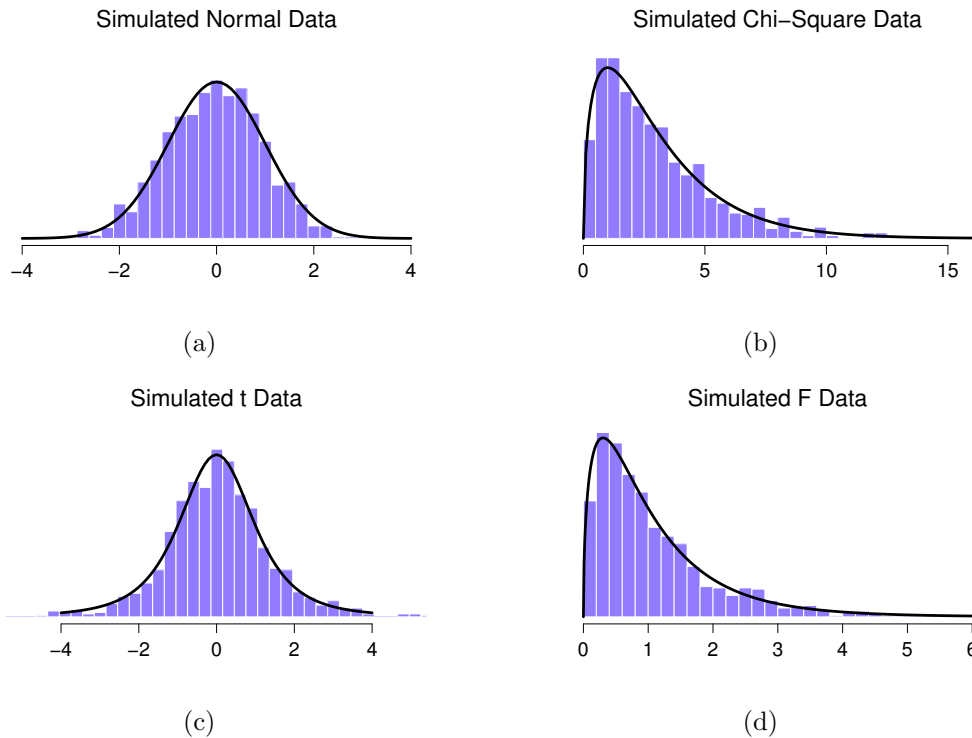 Simulated Normal Data
−4 −2 0 2 4
(a)
Simulated Chi−Square Data
0 5 10 15
(b)
Simulated t Data
−4 −2 0 2 4
(c)
Simulated F Data
0 1 2 3 4 5 6
(d)